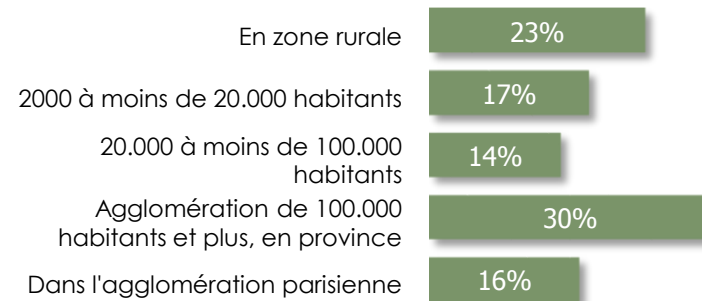 En zone rurale 23%
2000 à moins de 20.000 habitants 17%
20.000 à moins de 100.000
habitants 14%
Agglomération de 100.000
habitants et plus, en province 30%
Dans l'agglomération parisienne 16%